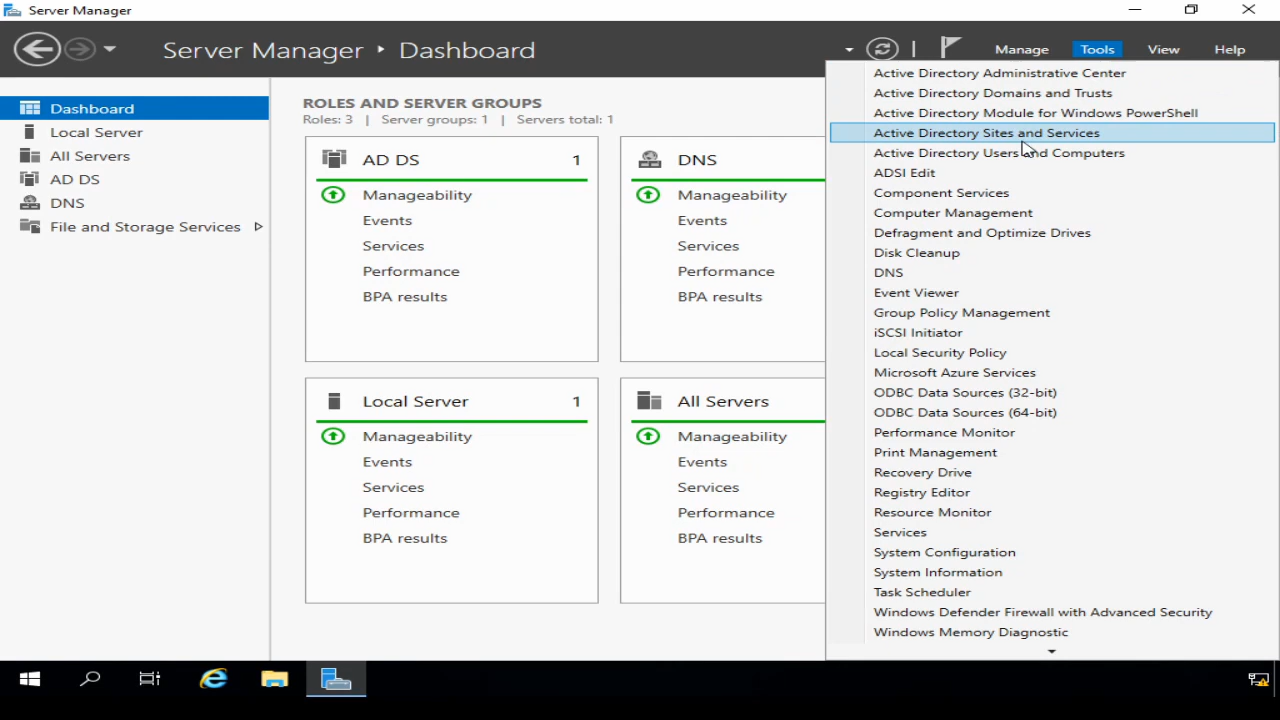 Server Manager
Server Manager ‣ Dashboard
Manage Tools View Help
Dashboard
Local Server
All Servers
AD DS
DNS
File and Storage Services
ROLES AND SERVER GROUPS
Roles: 3 | Server groups: 1 | Servers total: 1
AD DS 1
Manageability
Events
Services
Performance
BPA results
DNS
Manageability
Events
Services
Performance
BPA results
Local Server 1
Manageability
Events
Services
Performance
BPA results
All Servers
Manageability
Events
Services
Performance
BPA results
Active Directory Administrative Center
Active Directory Domains and Trusts
Active Directory Module for Windows PowerShell
Active Directory Sites and Services
Active Directory Users and Computers
ADSI Edit
Component Services
Computer Management
Defragment and Optimize Drives
Disk Cleanup
DNS
Event Viewer
Group Policy Management
iSCSI Initiator
Local Security Policy
Microsoft Azure Services
ODBC Data Sources (32-bit)
ODBC Data Sources (64-bit)
Performance Monitor
Print Management
Recovery Drive
Registry Editor
Resource Monitor
Services
System Configuration
System Information
Task Scheduler
Windows Defender Firewall with Advanced Security
Windows Memory Diagnostic